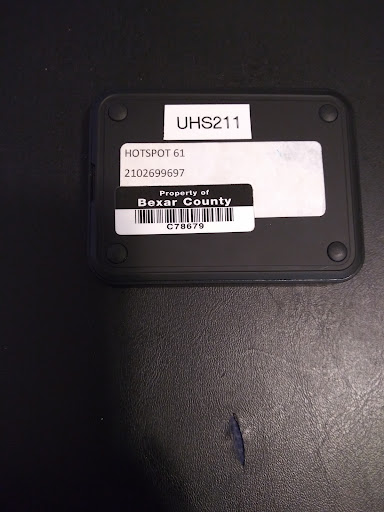 UHS211
HOTSPOT 61
2102699697
Property of
Bexar County
C78679